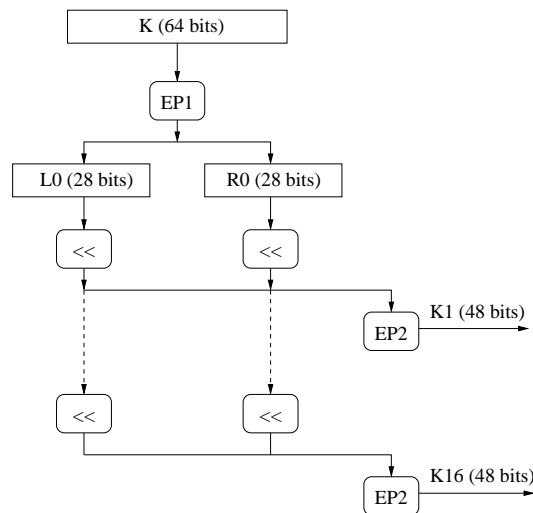 K (64 bits)
EP1
L0 (28 bits)
R0 (28 bits)
<<
<<
K1 (48 bits)
EP2
<<
<<
K16 (48 bits)
EP2